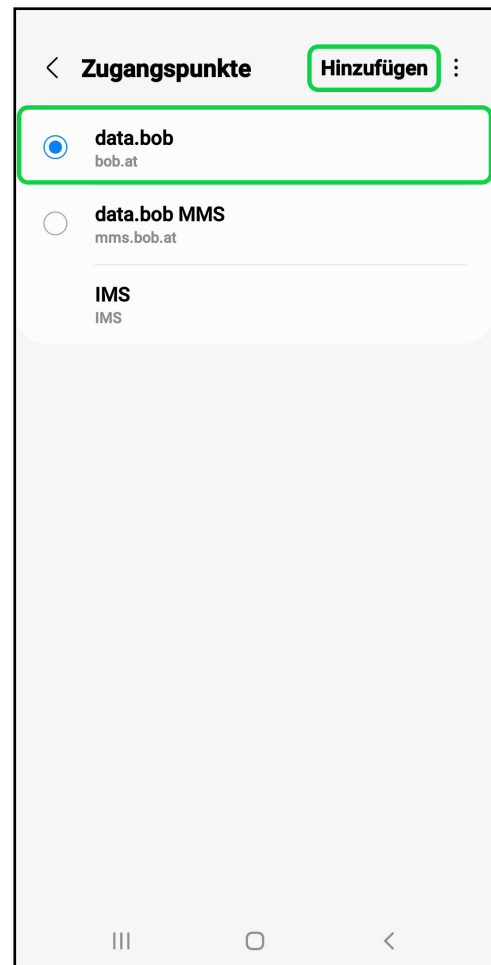 Zugangspunkte Hinzufügen
data.bob
bob.at
data.bob MMS
mms.bob.at
IMS
IMS